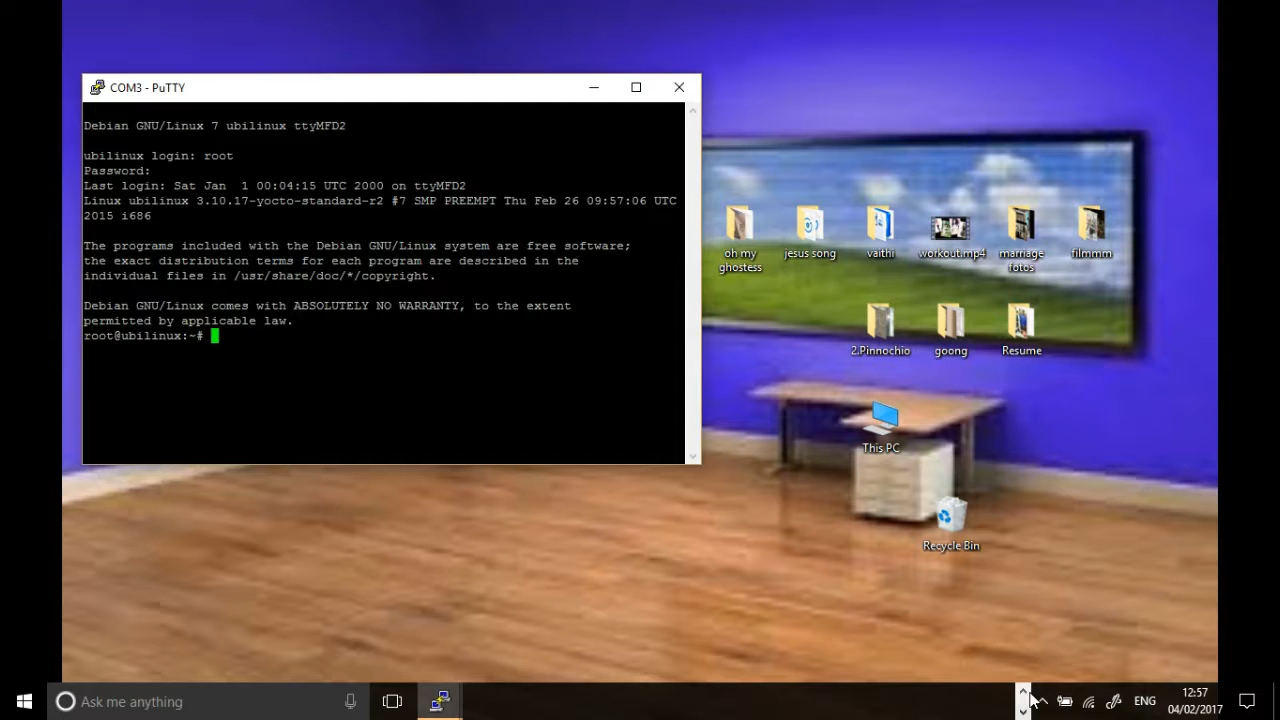 COM3 - PuTTY
Debian GNU/Linux 7 ubilinux ttyMFD2
ubilinux login: root
Password:
Last login: Sat Jan  1 00:04:15 UTC 2000 on ttyMFD2
Linux ubilinux 3.10.17-yocto-standard-r2 #7 SMP PREEMPT Thu Feb 26 09:57:06 UTC
2015 i686
The programs included with the Debian GNU/Linux system are free software;
the exact distribution terms for each program are described in the
individual files in /usr/share/doc/*/copyright.
Debian GNU/Linux comes with ABSOLUTELY NO WARRANTY, to the extent
permitted by applicable law.
root@ubilinux:~#
oh my
ghostess
jesus song
vaithi
workout.mp4
marriage
fotos
filmmm
2.Pinnochio
goong
Resume
This PC
Recycle Bin
Ask me anything
ENG
12:57
04/02/2017